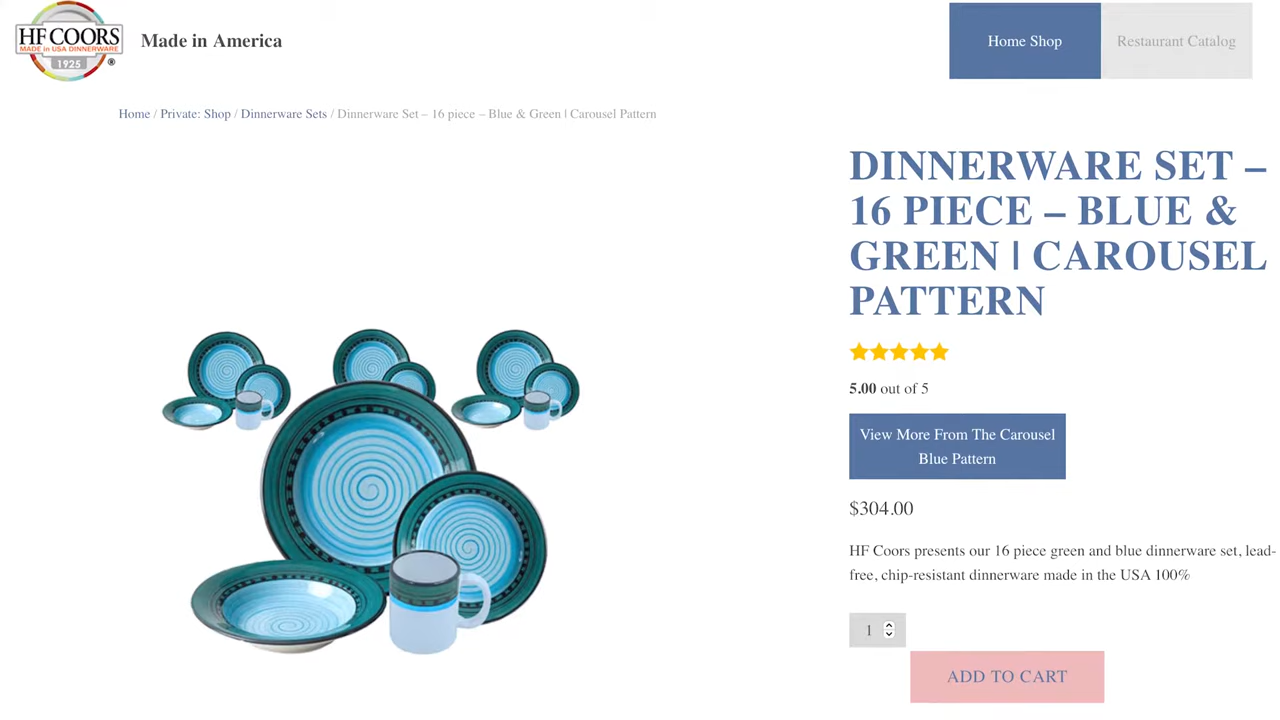 HF COORS
MADE in USA DINNERWARE
1925
®
Made in America
Home Shop
Restaurant Catalog
Home / Private: Shop / Dinnerware Sets / Dinnerware Set – 16 piece – Blue & Green | Carousel Pattern
DINNERWARE SET –
16 PIECE – BLUE &
GREEN | CAROUSEL
PATTERN
5.00 out of 5
View More From The Carousel
Blue Pattern
$304.00
HF Coors presents our 16 piece green and blue dinnerware set, lead-
free, chip-resistant dinnerware made in the USA 100%
1
ADD TO CART